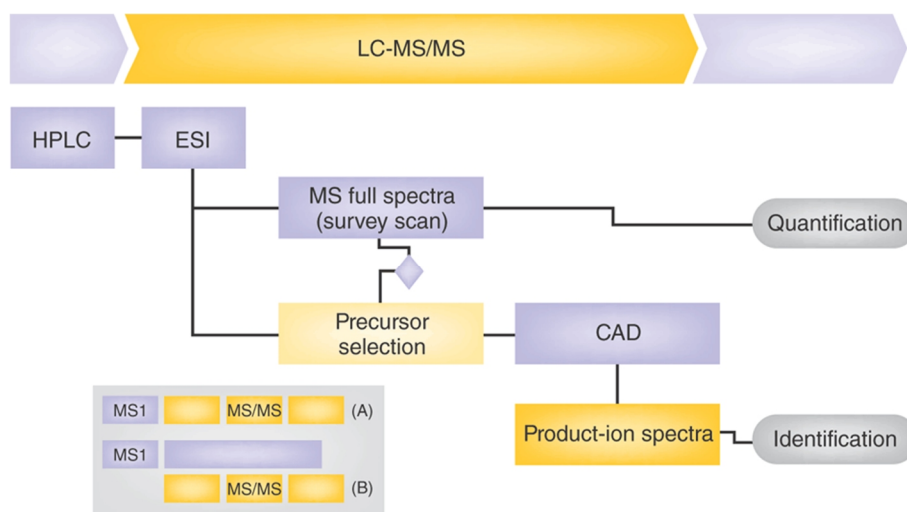 LC-MS/MS
HPLC
ESI
MS full spectra
(survey scan)
Quantification
Precursor
selection
CAD
MS1
MS/MS
(A)
Product-ion spectra
Identification
MS1
MS/MS
(B)